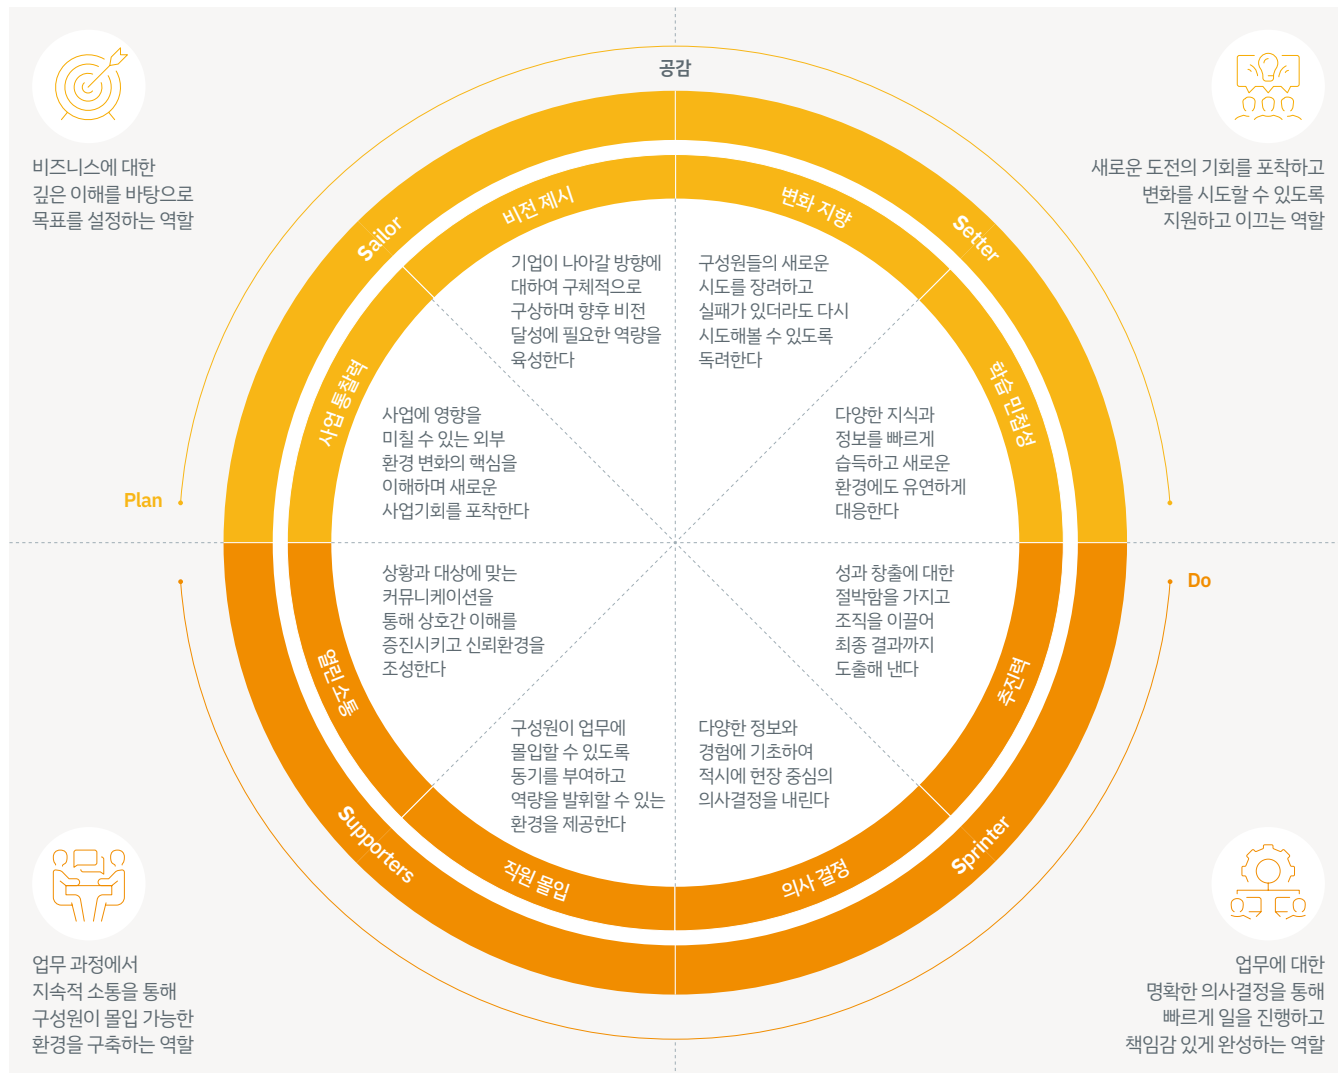 공감
비즈니스에 대한
깊은 이해를 바탕으로
목표를 설정하는 역할
새로운 도전의 기회를 포착하고
변화를 시도할 수 있도록
지원하고 이끄는 역할
Sailor
Setter
비전 제시
기업이 나아갈 방향에
대하여 구체적으로
구상하며 향후 비전
달성에 필요한 역량을
육성한다
변화 지향
구성원들의 새로운
시도를 장려하고
실패가 있더라도 다시
시도해볼 수 있도록
독려한다
사업 통찰력
사업에 영향을
미칠 수 있는 외부
환경 변화의 핵심을
이해하며 새로운
사업기회를 포착한다
학습 민첩성
다양한 지식과
정보를 빠르게
습득하고 새로운
환경에도 유연하게
대응한다
Plan
Do
열린 소통
상황과 대상에 맞는
커뮤니케이션을
통해 상호간 이해를
증진시키고 신뢰환경을
조성한다
추진력
성과 창출에 대한
절박함을 가지고
조직을 이끌어
최종 결과까지
도출해 낸다
직원 몰입
구성원이 업무에
몰입할 수 있도록
동기를 부여하고
역량을 발휘할 수 있는
환경을 제공한다
의사 결정
다양한 정보와
경험에 기초하여
적시에 현장 중심의
의사결정을 내린다
Supporters
Sprinter
업무 과정에서
지속적 소통을 통해
구성원이 몰입 가능한
환경을 구축하는 역할
업무에 대한
명확한 의사결정을 통해
빠르게 일을 진행하고
책임감 있게 완성하는 역할